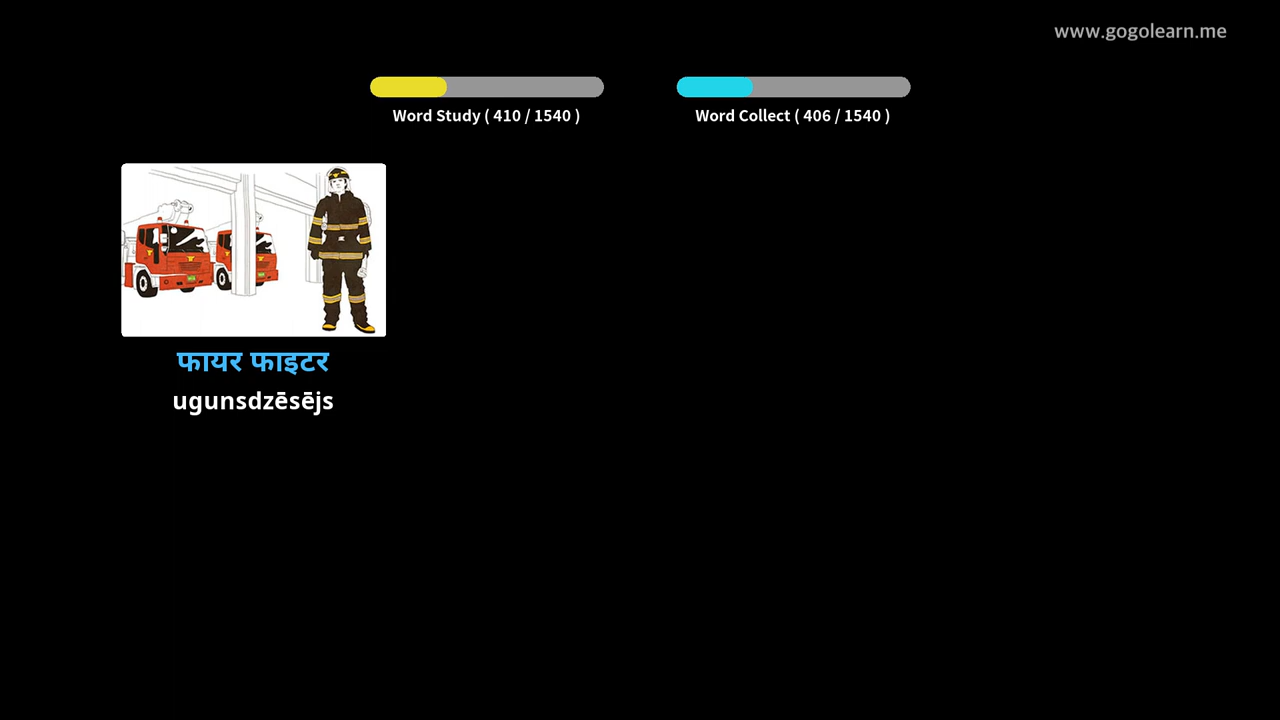 www.gogolearn.me
Word Study ( 410 / 1540 )
Word Collect ( 406 / 1540 )
फायर फाइटर
ugunsdzēsējs